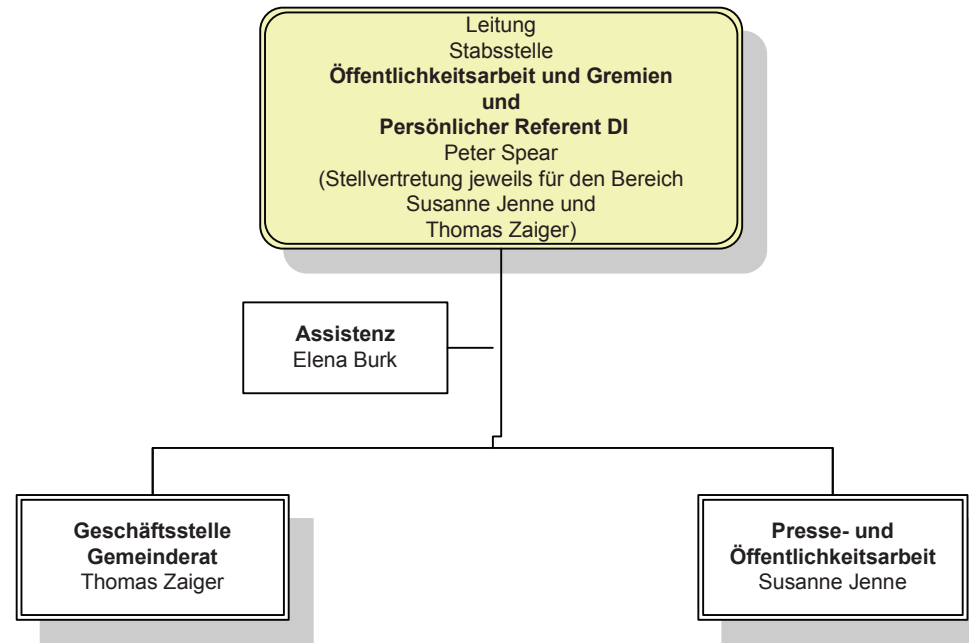 Leitung
Stabsstelle
Öffentlichkeitsarbeit und Gremien
und
Persönlicher Referent DI
Peter Spear
(Stellvertretung jeweils für den Bereich
Susanne Jenne und
Thomas Zaiger)
Assistenz
Elena Burk
Geschäftsstelle
Gemeinderat
Thomas Zaiger
Presse- und
Öffentlichkeitsarbeit
Susanne Jenne